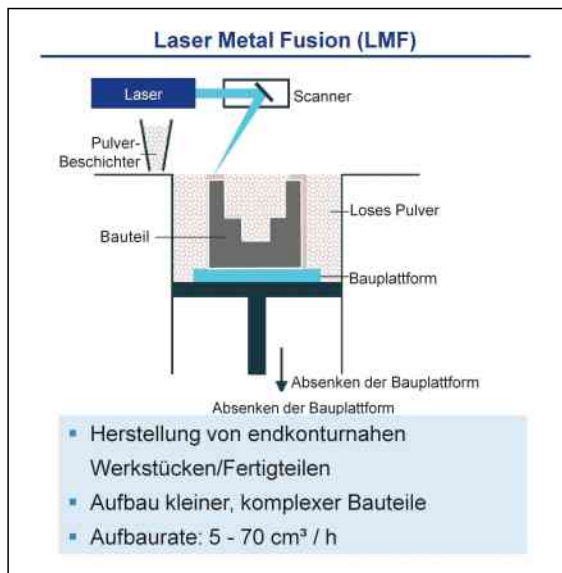 Laser Metal Fusion (LMF)
Laser
Scanner
Pulver-
Beschichter
Loses Pulver
Bauteil
Bauplattform
Absenken der Bauplattform
Absenken der Bauplattform
▪ Herstellung von endkonturnahen
Werkstücken/Fertigteilen
▪ Aufbau kleiner, komplexer Bauteile
▪ Aufbaurate: 5 - 70 cm³ / h